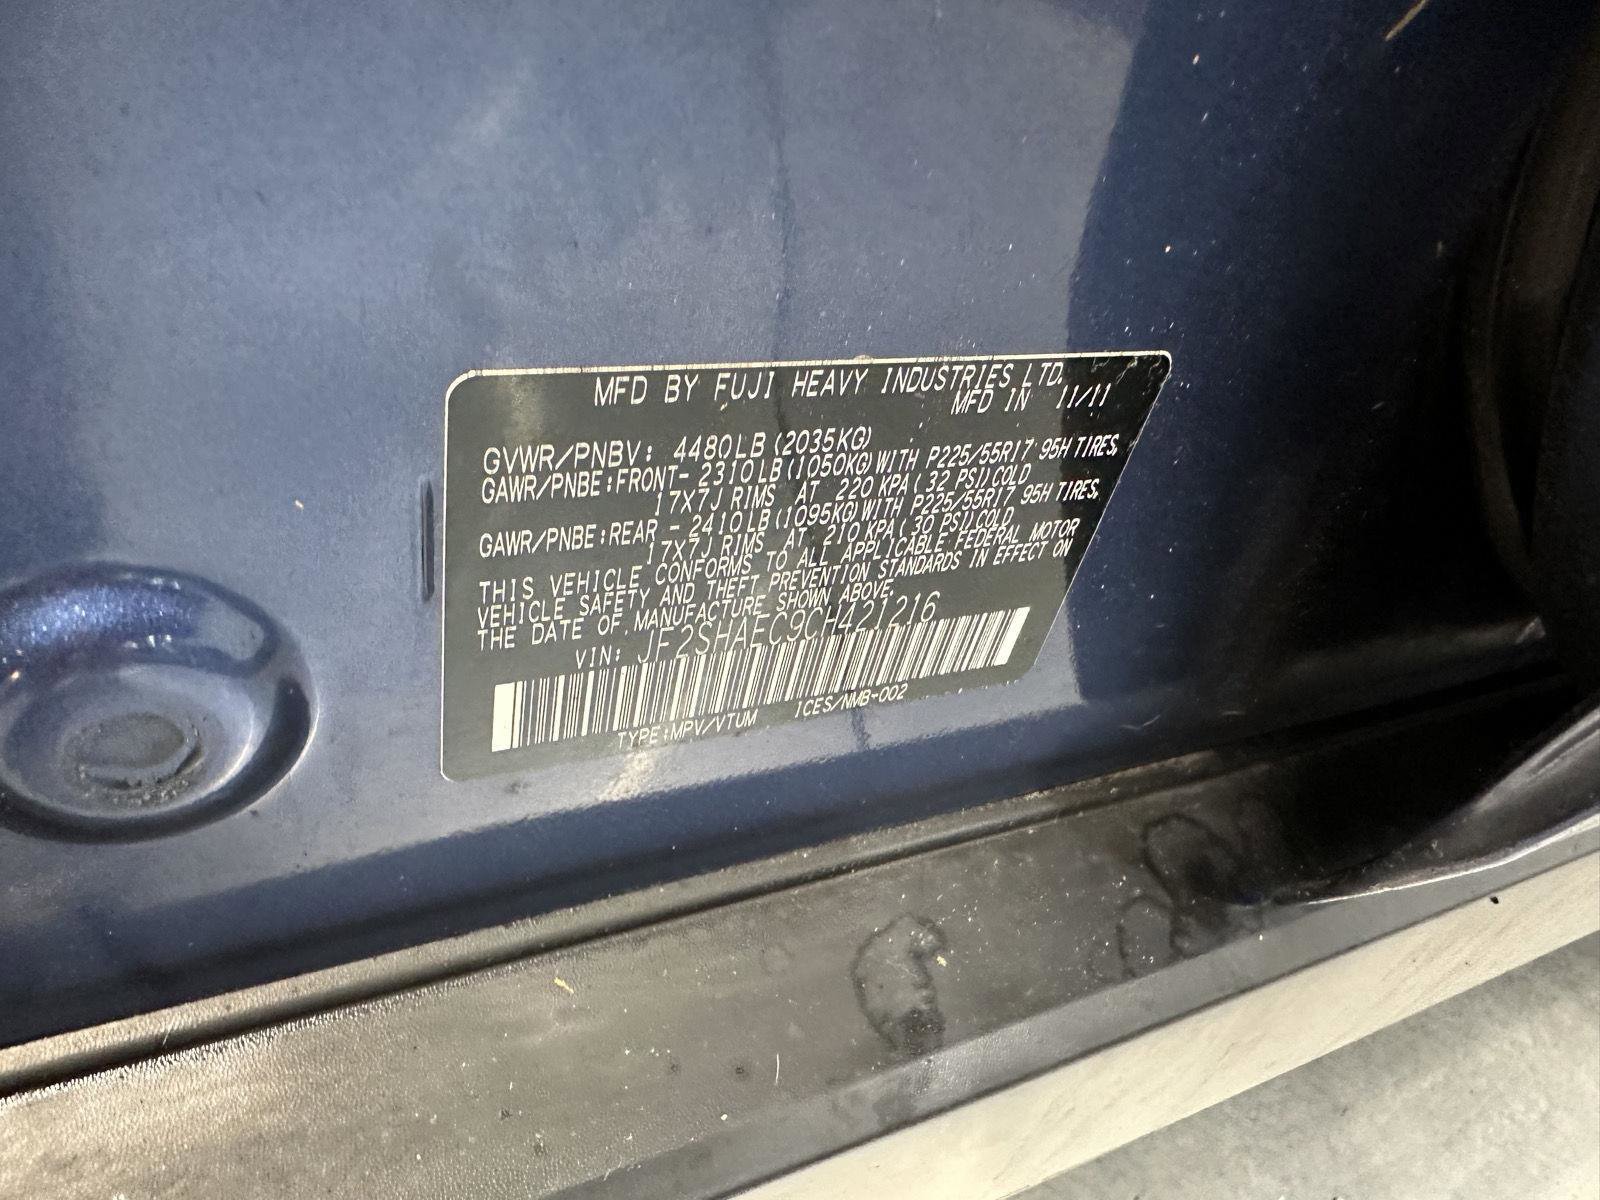 MFD BY FUJI HEAVY INDUSTRIES LTD.
MFD IN 11/11
GVWR/PNBV: 4480LB(2035KG)
GAWR/PNBE:FRONT- 2310LB(1050KG)WITH P225/55R17 95H TIRES,
17X7J RIMS AT 220 KPA(32 PSI)COLD
GAWR/PNBE:REAR - 2410LB(1095KG)WITH P225/55R17 95H TIRES,
17X7J RIMS AT 210 KPA(30 PSI)COLD
THIS VEHICLE CONFORMS TO ALL APPLICABLE FEDERAL MOTOR
VEHICLE SAFETY AND THEFT PREVENTION STANDARDS IN EFFECT ON
THE DATE OF MANUFACTURE SHOWN ABOVE.
VIN: JF2SHAEC9CH421216
TYPE:MPV/VTUM ICES/NMB-002